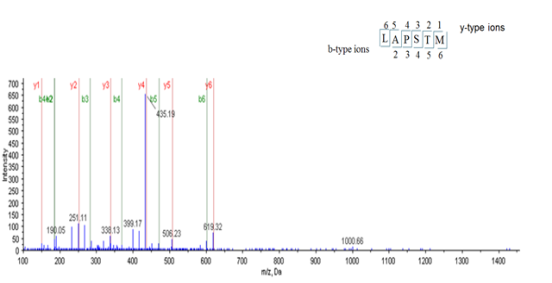 6 5 4 3 2 1 y-type ions
L A P S T M
b-type ions 2 3 4 5 6
700 y1 y2 y3 y4 y5 y6
650 b2 b3 b4 b5 b6
600 435.19
550
500
450
400
350
Intensity
300
250
200
150 251.11
100 190.05 338.13 399.17 506.23 619.32
50 1000.66
0
100 200 300 400 500 600 700 800 900 1000 1100 1200 1300 1400
m/z, Da